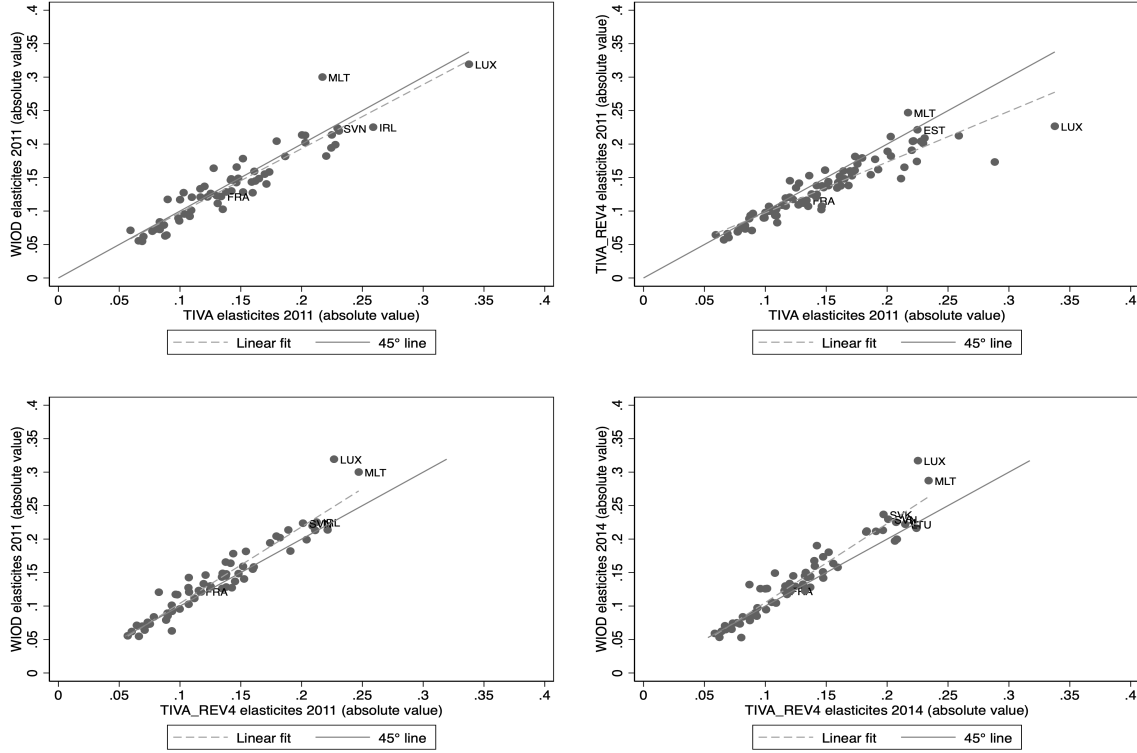 WIOD elasticites 2011 (absolute value)
0 .05 .1 .15 .2 .25 .3 .35 .4
MLT
LUX
SVN
IRL
FRA
0 .05 .1 .15 .2 .25 .3 .35 .4
TIVA elasticites 2011 (absolute value)
Linear fit 45° line
TIVA_REV4 elasticites 2011 (absolute value)
0 .05 .1 .15 .2 .25 .3 .35 .4
MLT
EST
LUX
FRA
0 .05 .1 .15 .2 .25 .3 .35 .4
TIVA elasticites 2011 (absolute value)
Linear fit 45° line
WIOD elasticites 2011 (absolute value)
0 .05 .1 .15 .2 .25 .3 .35 .4
LUX
MLT
SVN
IRL
FRA
0 .05 .1 .15 .2 .25 .3 .35 .4
TIVA_REV4 elasticites 2011 (absolute value)
Linear fit 45° line
WIOD elasticites 2014 (absolute value)
0 .05 .1 .15 .2 .25 .3 .35 .4
LUX
MLT
SVK
SVN
FRA
0 .05 .1 .15 .2 .25 .3 .35 .4
TIVA_REV4 elasticites 2014 (absolute value)
Linear fit 45° line